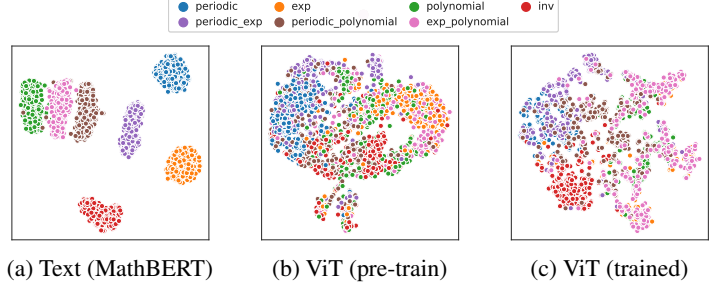 periodic exp polynomial inv
periodic_exp periodic_polynomial exp_polynomial
(a) Text (MathBERT) (b) ViT (pre-train) (c) ViT (trained)